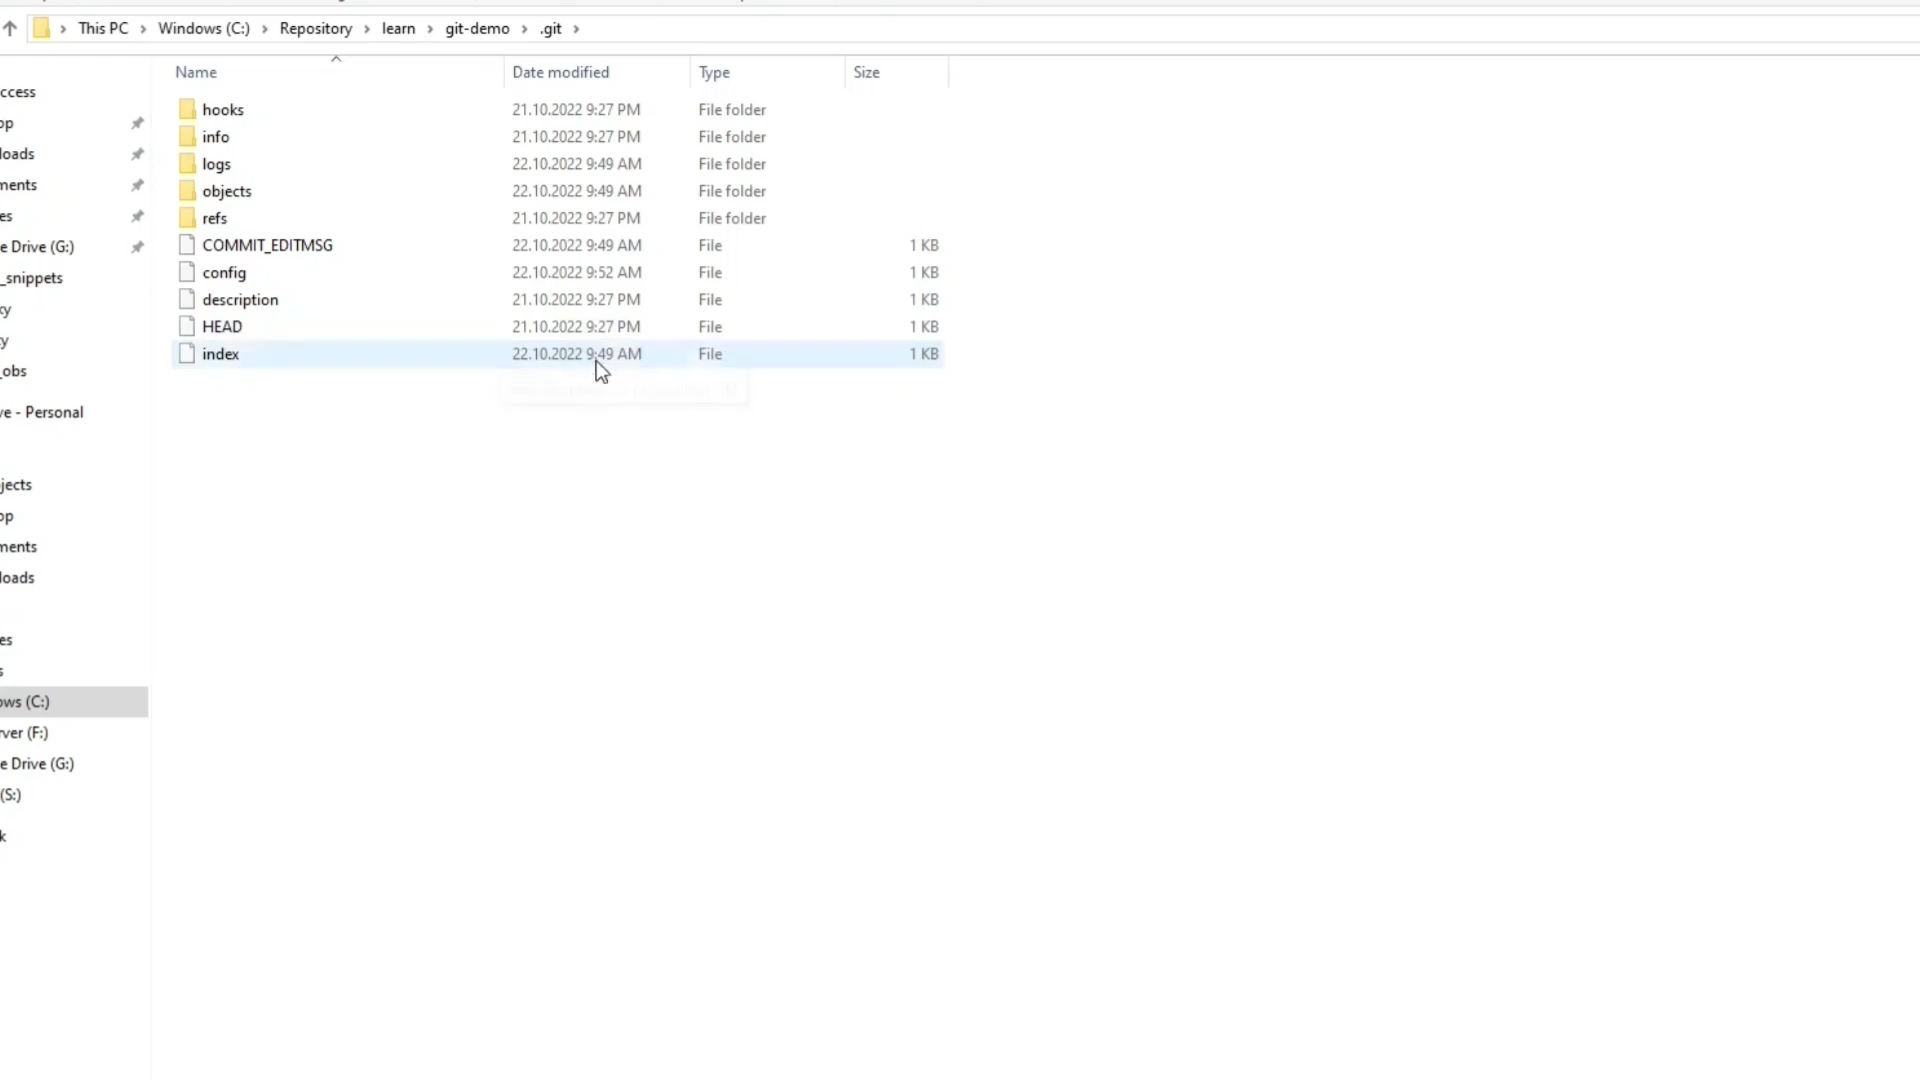 This PC > Windows (C:) > Repository > learn > git-demo > .git >
Name Date modified Type Size
hooks 21.10.2022 9:27 PM File folder
info 21.10.2022 9:27 PM File folder
logs 22.10.2022 9:49 AM File folder
objects 22.10.2022 9:49 AM File folder
refs 21.10.2022 9:27 PM File folder
COMMIT_EDITMSG 22.10.2022 9:49 AM File 1 KB
config 22.10.2022 9:52 AM File 1 KB
description 21.10.2022 9:27 PM File 1 KB
HEAD 21.10.2022 9:27 PM File 1 KB
index 22.10.2022 9:49 AM File 1 KB
ccess
op
loads
ments
es
e Drive (G:)
_snippets
ky
y
_obs
ve - Personal
jects
op
ments
loads
es
s
ows (C:)
rver (F:)
e Drive (G:)
(S:)
k